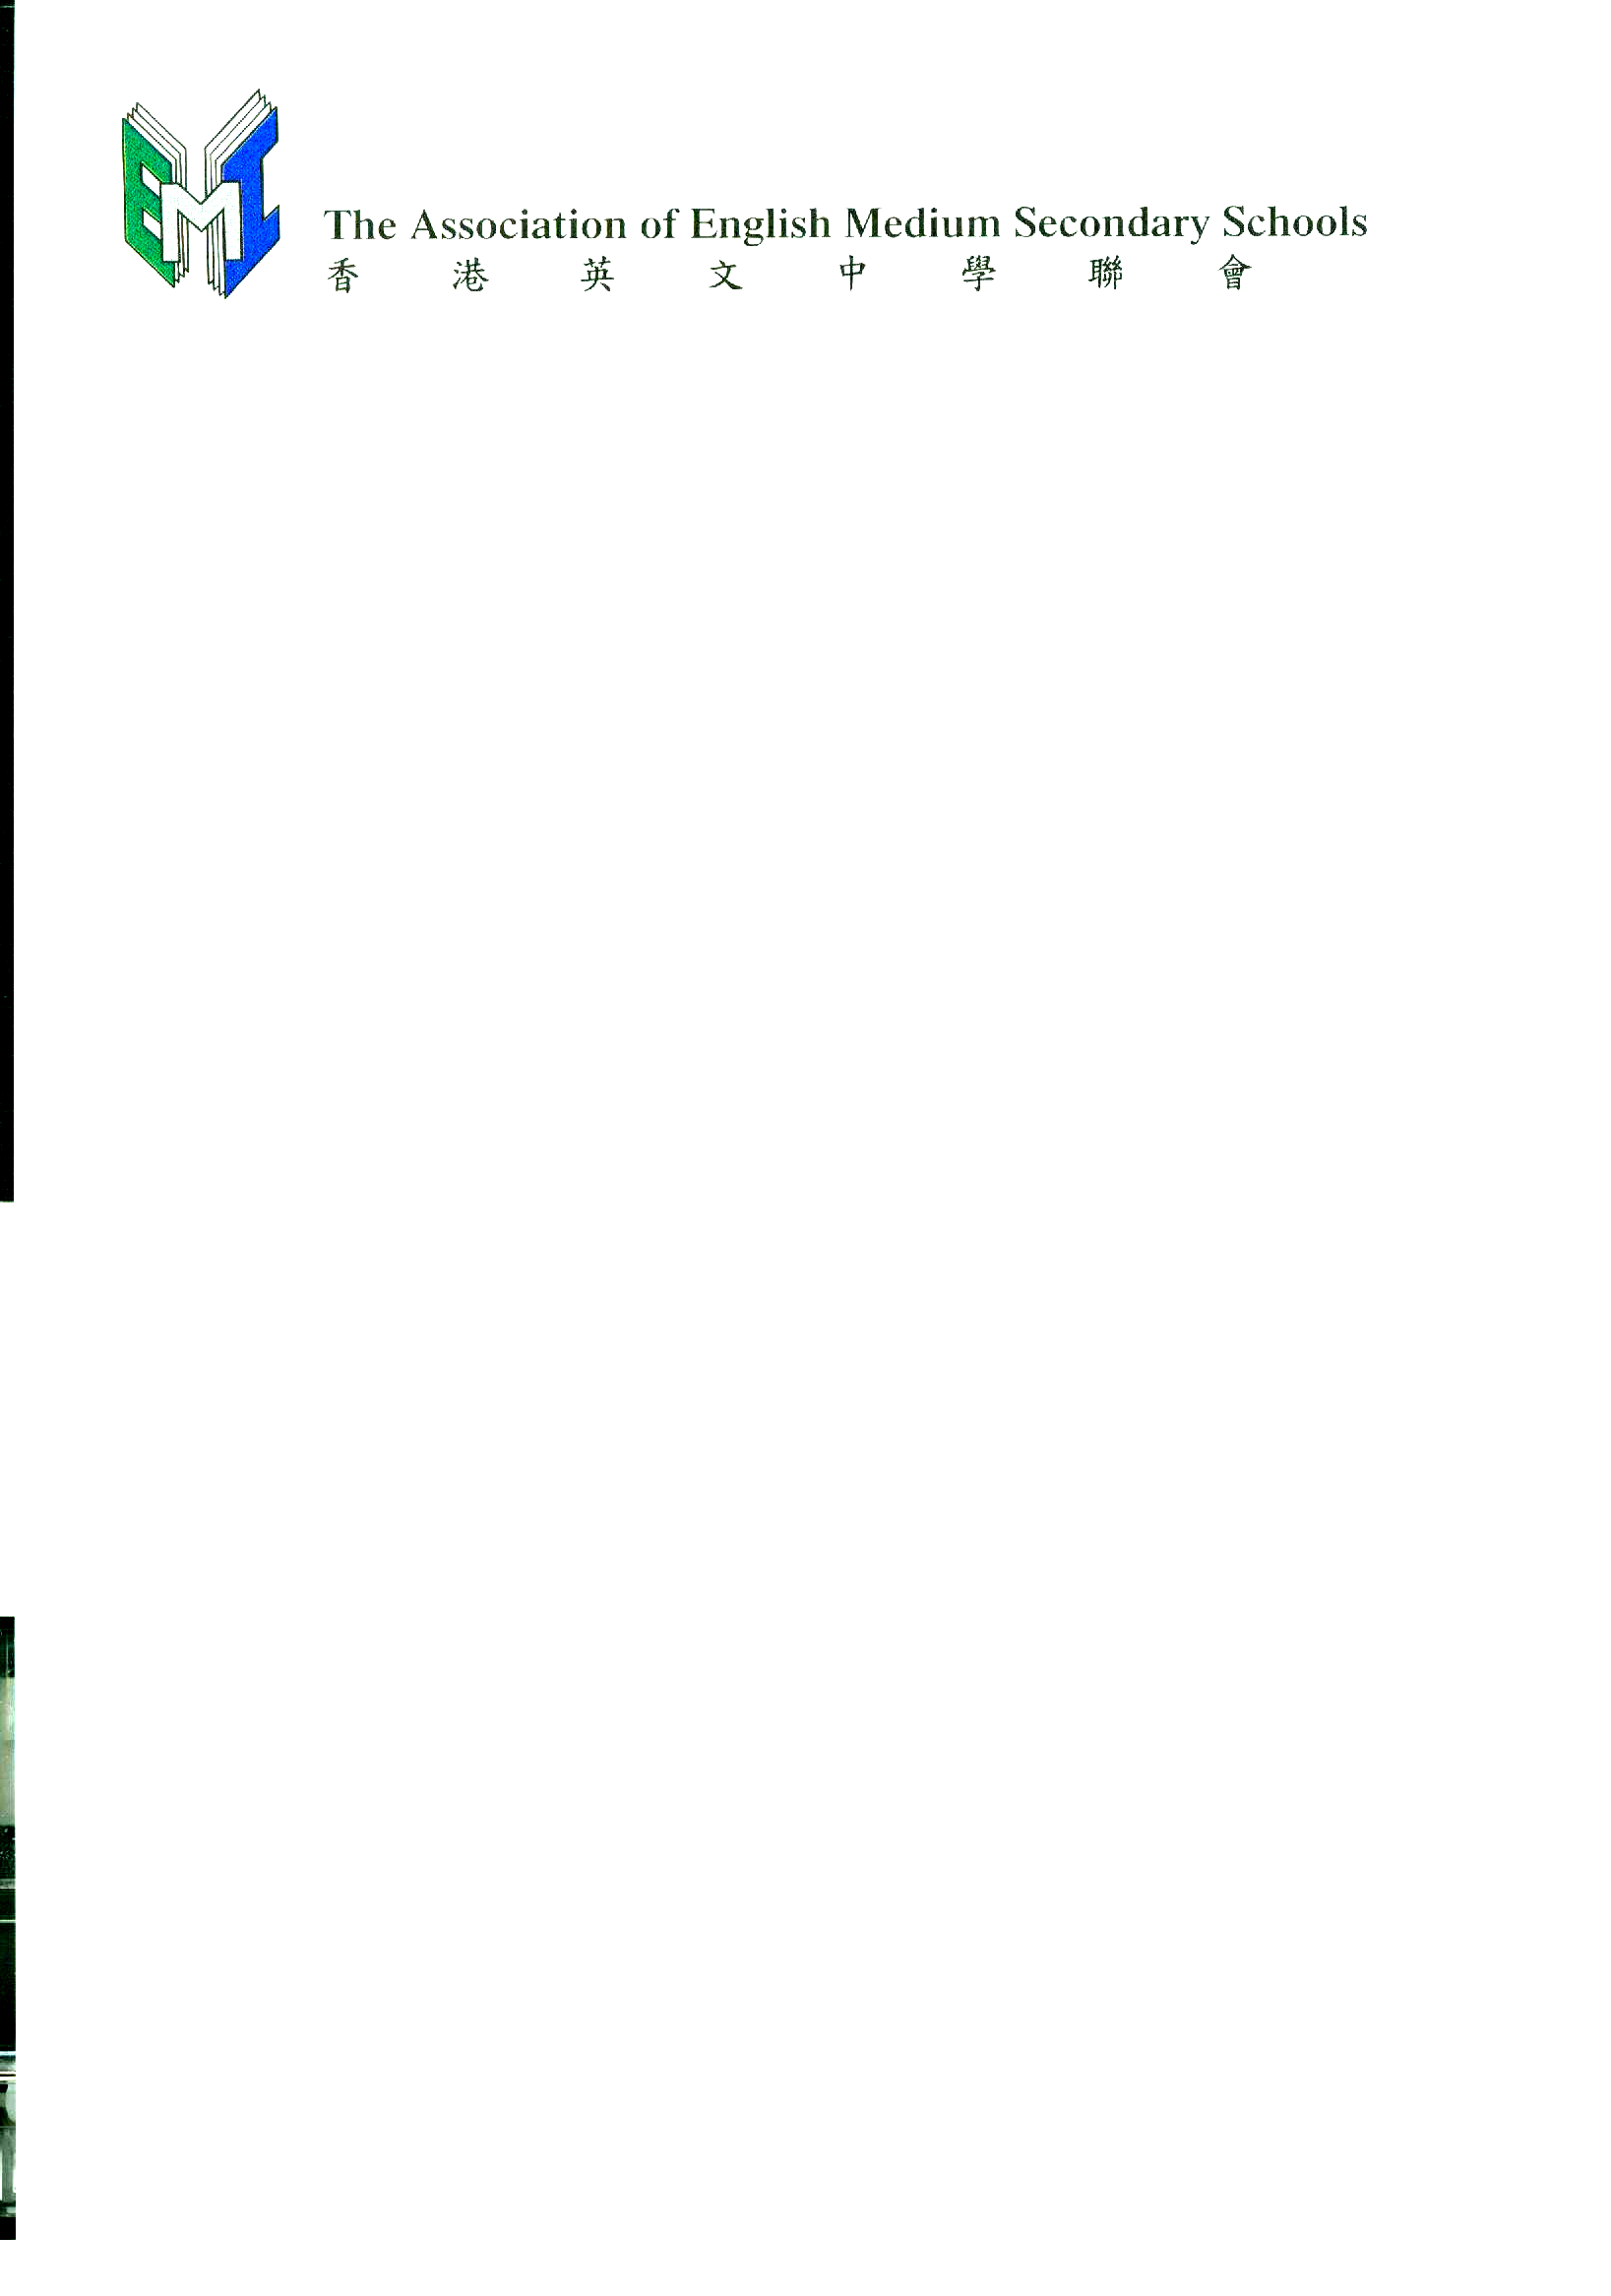 EMI
The Association of English Medium Secondary Schools
香港英文中學聯會